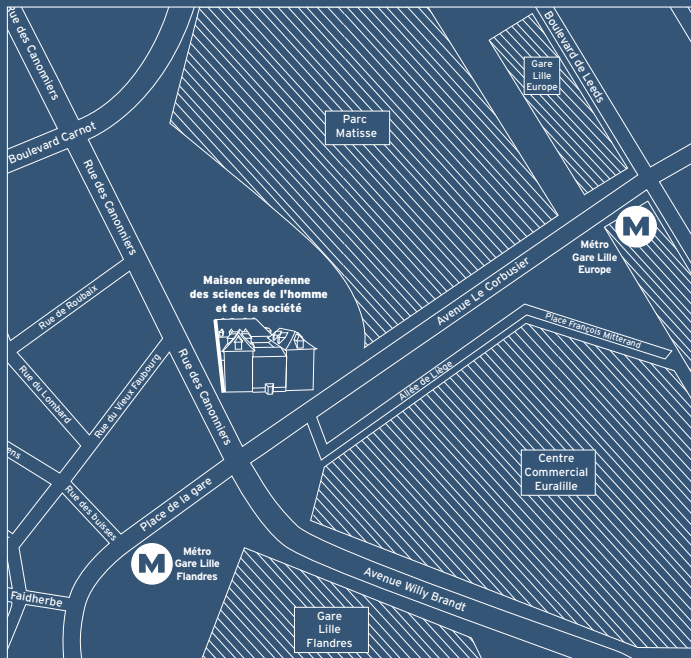 Rue des Canonniers
Boulevard Carnot
Rue des Canonniers
Parc
Matisse
Gare
Lille
Europe
Boulevard de Leeds
M
Métro
Gare Lille
Europe
Maison européenne
des sciences de l'homme
et de la société
Avenue Le Corbusier
Place François Mitterand
Rue de Roubaix
Rue du Lombard
Rue du Vieux Faubourg
Rue des Canonniers
Allée de Liège
ens
Centre
Commercial
Euralille
Rue des buisses
Place de la gare
M
Métro
Gare Lille
Flandres
Avenue Willy Brandt
Faidherbe
Gare
Lille
Flandres